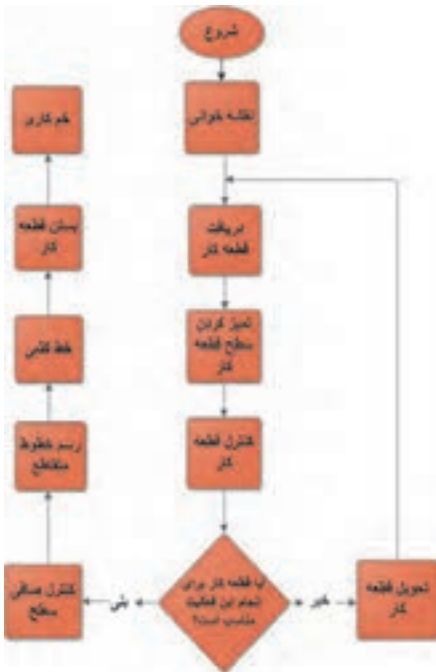 شروع
نقشه خوانی
دریافت
قطعه کار
تمیز کردن
سطح قطعه
کار
کنترل قطعه
کار
آیا قطعه کار برای
انجام این فعالیت
مناسب است؟
خیر
تحویل قطعه
کار
بلی
کنترل صافی
سطح
رسم خطوط
متقاطع
خط کشی
بستن قطعه
کار
خم کاری